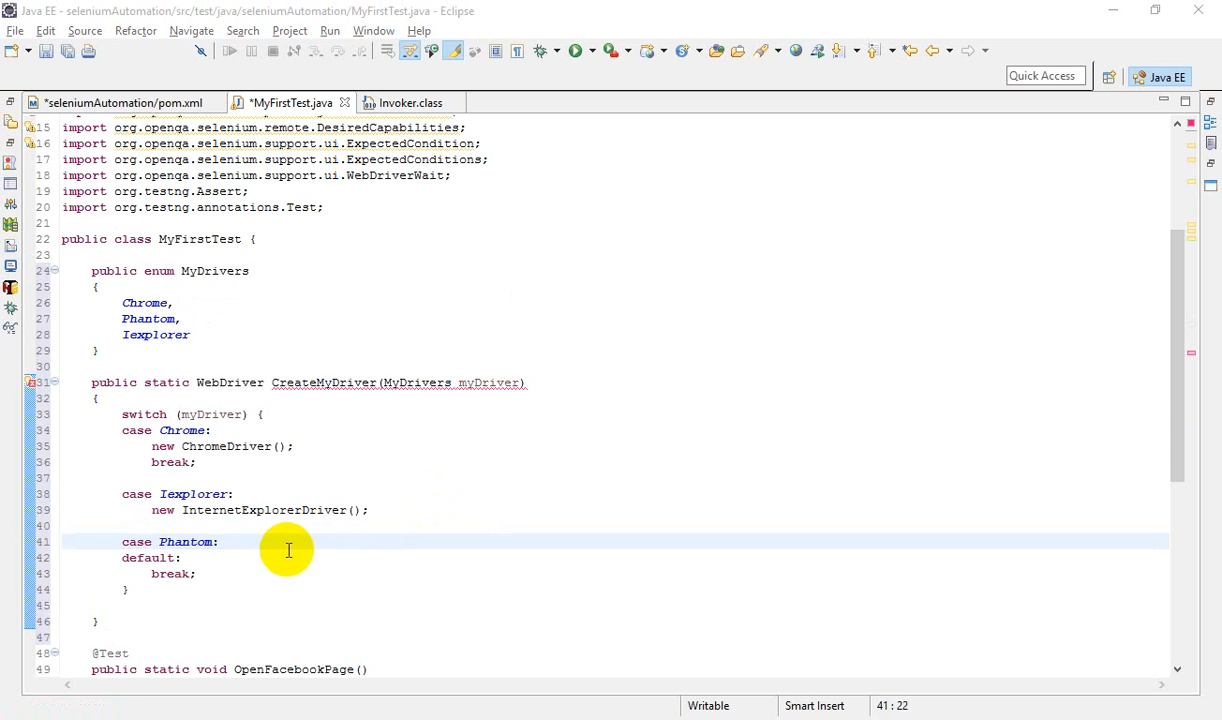 Java EE - seleniumAutomation/src/test/java/seleniumAutomation/MyFirstTest.java - Eclipse
File Edit Source Refactor Navigate Search Project Run Window Help
Quick Access
Java EE
*seleniumAutomation/pom.xml *MyFirstTest.java Invoker.class
15 import org.openqa.selenium.remote.DesiredCapabilities;
16 import org.openqa.selenium.support.ui.ExpectedCondition;
17 import org.openqa.selenium.support.ui.ExpectedConditions;
18 import org.openqa.selenium.support.ui.WebDriverWait;
19 import org.testng.Assert;
20 import org.testng.annotations.Test;
21
22 public class MyFirstTest {
23
24 public enum MyDrivers
25 {
26 Chrome,
27 Phantom,
28 Iexplorer
29 }
30
31 public static WebDriver CreateMyDriver(MyDrivers myDriver)
32 {
33 switch (myDriver) {
34 case Chrome:
35 new ChromeDriver();
36 break;
37
38 case Iexplorer:
39 new InternetExplorerDriver();
40
41 case Phantom:
42 default:
43 break;
44 }
45
46 }
47
48 @Test
49 public static void OpenFacebookPage()
Writable Smart Insert 41 : 22